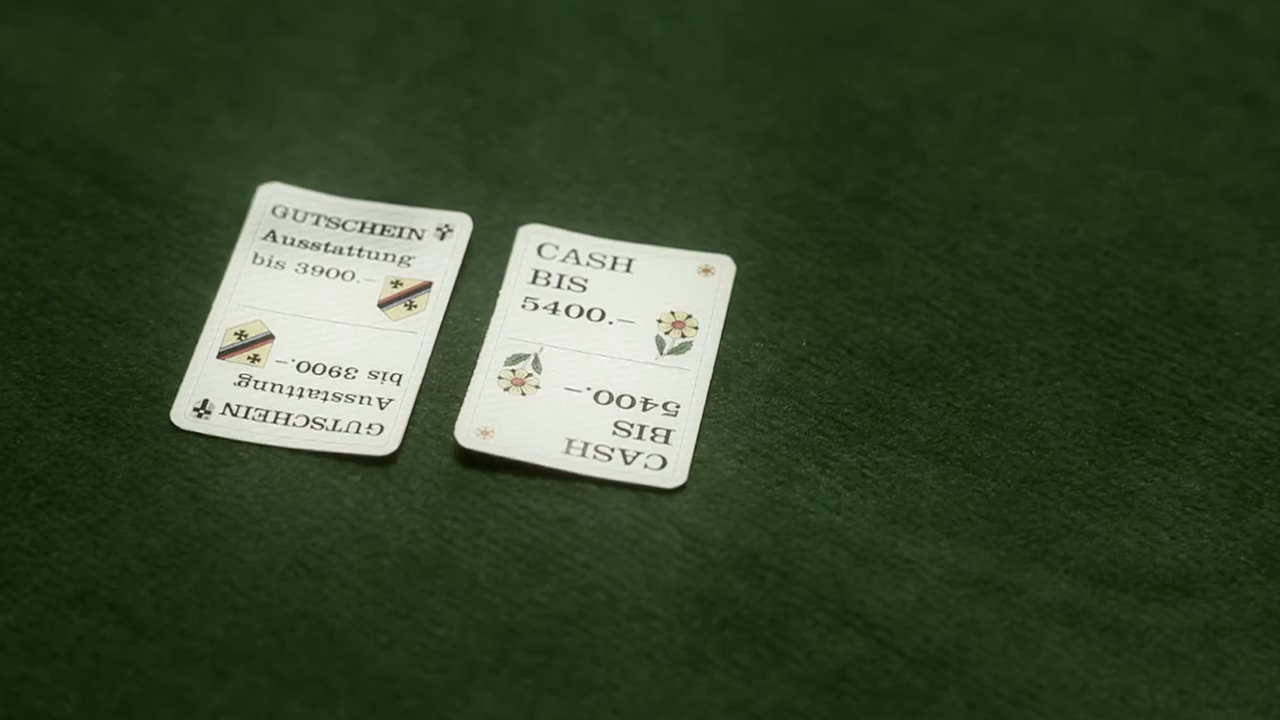 GUTSCHEIN
Ausstattung
bis 3900.–
GUTSCHEIN
Ausstattung
bis 3900.–
CASH
BIS
5400.–
CASH
BIS
5400.–